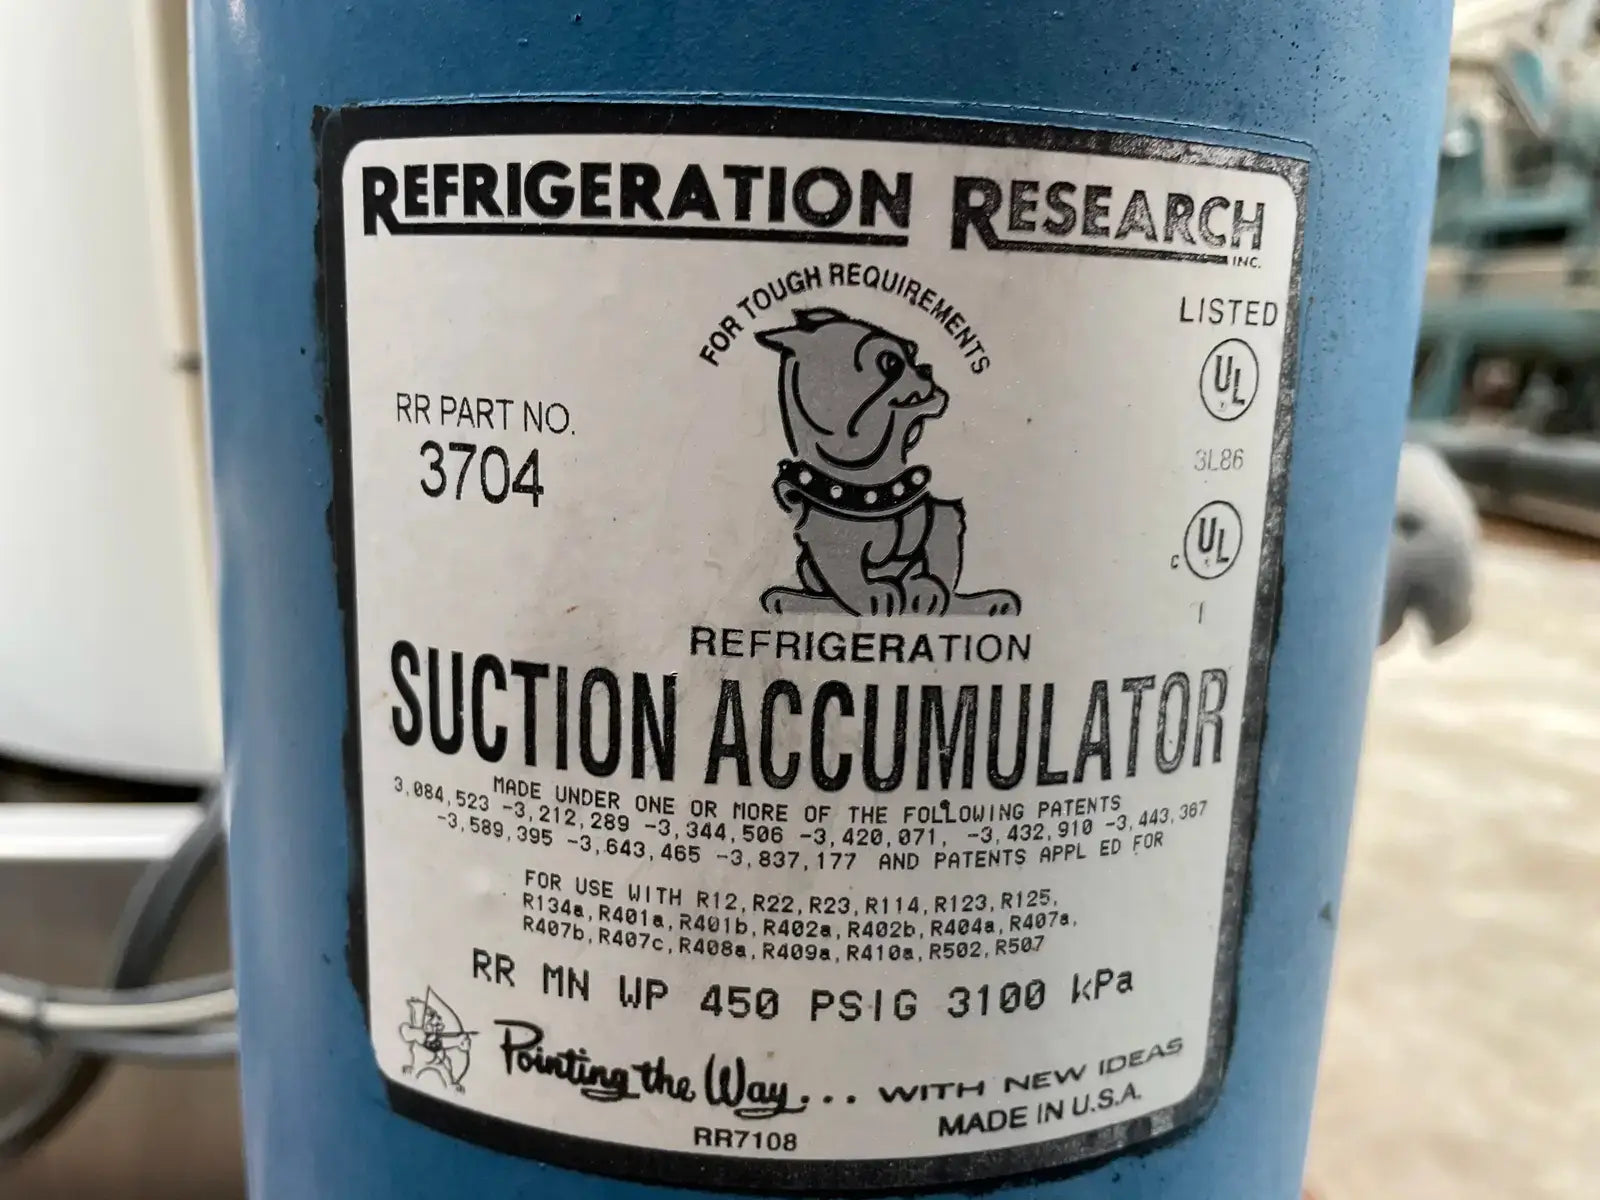 REFRIGERATION RESEARCH
INC.
FOR TOUGH REQUIREMENTS
LISTED
UL
3L86
c UL
RR PART NO.
3704
REFRIGERATION
SUCTION ACCUMULATOR
MADE UNDER ONE OR MORE OF THE FOLLOWING PATENTS
3,084,523 -3,212,289 -3,344,506 -3,420,071, -3,432,910 -3,443,367
-3,589,395 -3,643,465 -3,837,177 AND PATENTS APPL ED FOR
FOR USE WITH R12, R22, R23, R114, R123, R125,
R134a, R401a, R401b, R402a, R402b, R404a, R407a,
R407b, R407c, R408a, R409a, R410a, R502, R507
RR MN WP 450 PSIG 3100 kPa
Pointing the Way... WITH NEW IDEAS
MADE IN U.S.A.
RR7108